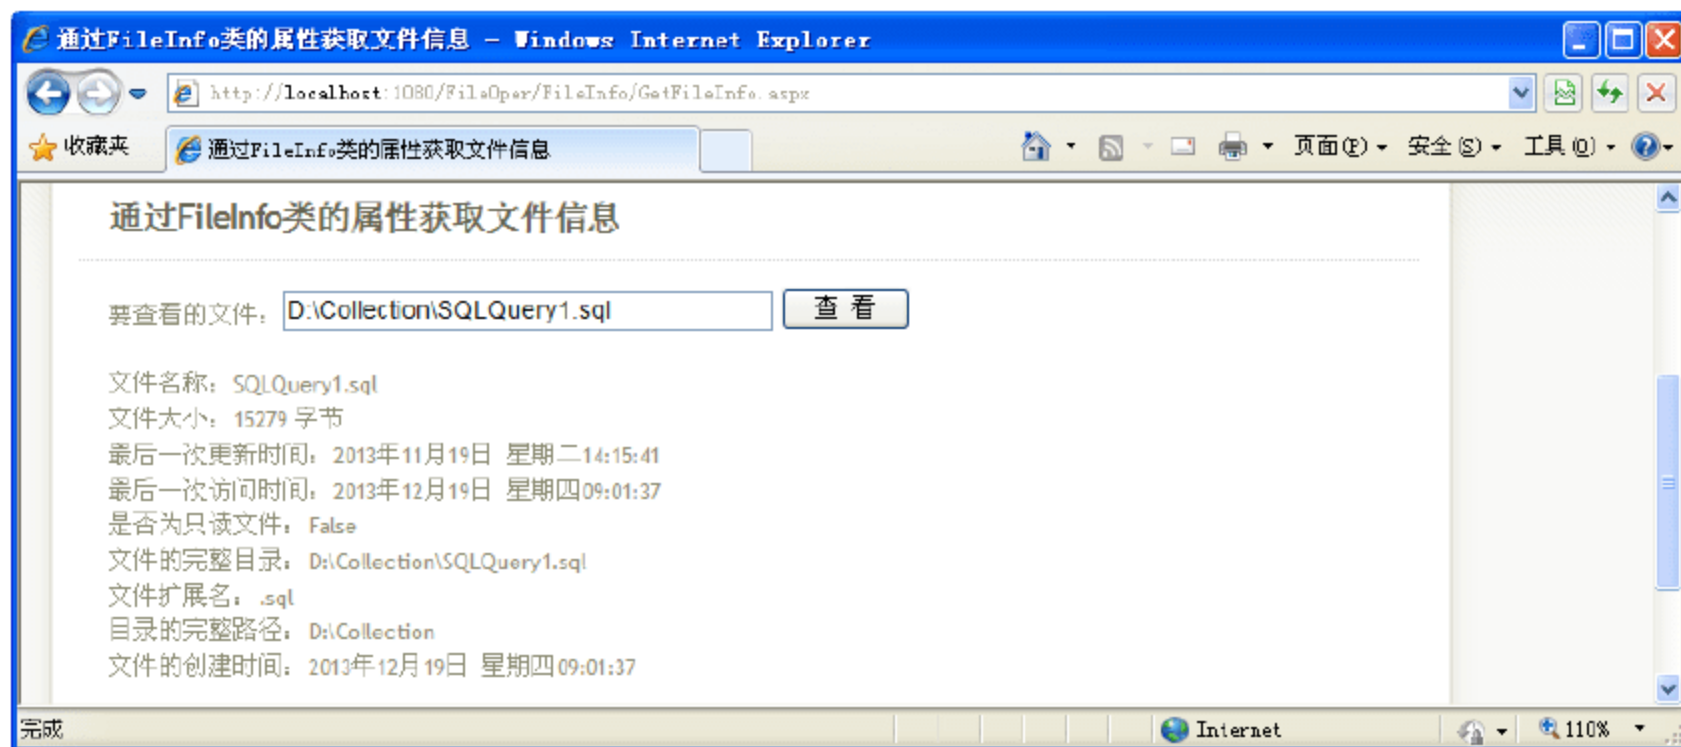 通过FileInfo类的属性获取文件信息 - Windows Internet Explorer
http://localhost:1080/FileOper/FileInfo/GetFileInfo.aspx
收藏夹 通过FileInfo类的属性获取文件信息 页面(P) 安全(S) 工具(O)
通过FileInfo类的属性获取文件信息
要查看的文件： D:\Collection\SQLQuery1.sql 查 看
文件名称：SQLQuery1.sql
文件大小：15279 字节
最后一次更新时间：2013年11月19日 星期二14:15:41
最后一次访问时间：2013年12月19日 星期四09:01:37
是否为只读文件：False
文件的完整目录：D:\Collection\SQLQuery1.sql
文件扩展名：.sql
目录的完整路径：D:\Collection
文件的创建时间：2013年12月19日 星期四09:01:37
完成 Internet 110%